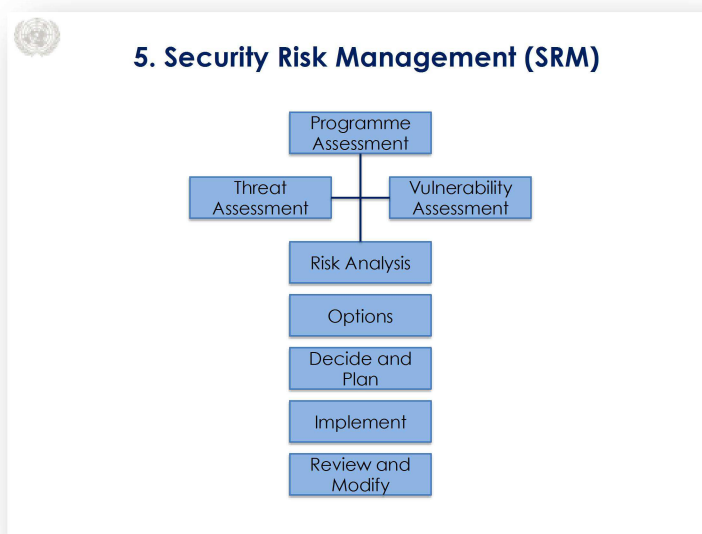 5. Security Risk Management (SRM)
Programme
Assessment
Threat
Assessment
Vulnerability
Assessment
Risk Analysis
Options
Decide and
Plan
Implement
Review and
Modify